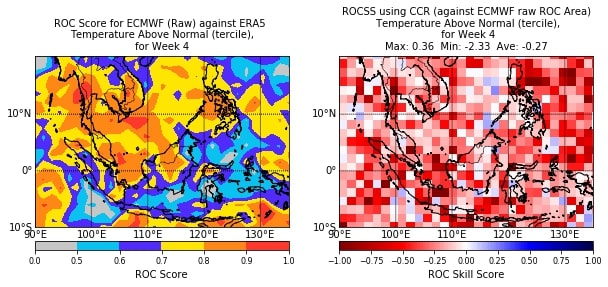 ROC Score for ECMWF (Raw) against ERA5
Temperature Above Normal (tercile),
for Week 4
10°N
0°
10°S
90°E 100°E 110°E 120°E 130°E
0.0 0.5 0.6 0.7 0.8 0.9 1.0
ROC Score
ROCSS using CCR (against ECMWF raw ROC Area)
Temperature Above Normal (tercile),
for Week 4
Max: 0.36 Min: -2.33 Ave: -0.27
10°N
0°
10°S
90°E 100°E 110°E 120°E 130°E
−1.00 −0.75 −0.50 −0.25 0.00 0.25 0.50 0.75 1.00
ROC Skill Score